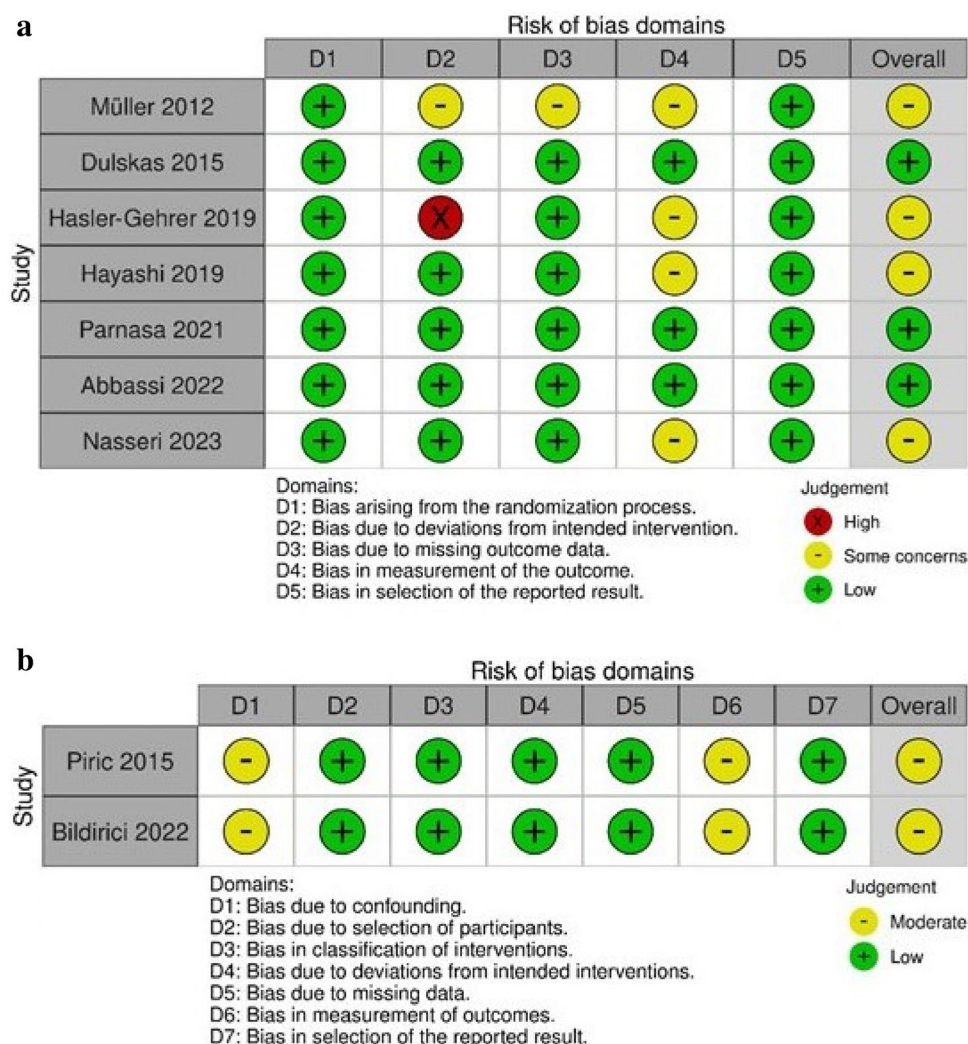 a
Risk of bias domains
D1 D2 D3 D4 D5 Overall
Study
Müller 2012 + - - - + -
Dulskas 2015 + + + + + +
Hasler-Gehrer 2019 + X + - + -
Hayashi 2019 + + + - + -
Parnasa 2021 + + + + + +
Abbassi 2022 + + + + + +
Nasseri 2023 + + + - + -
Domains:
D1: Bias arising from the randomization process.
D2: Bias due to deviations from intended intervention.
D3: Bias due to missing outcome data.
D4: Bias in measurement of the outcome.
D5: Bias in selection of the reported result.
Judgement
X High
- Some concerns
+ Low
b
Risk of bias domains
D1 D2 D3 D4 D5 D6 D7 Overall
Study
Piric 2015 - + + + + - + -
Bildirici 2022 - + + + + - + -
Domains:
D1: Bias due to confounding.
D2: Bias due to selection of participants.
D3: Bias in classification of interventions.
D4: Bias due to deviations from intended interventions.
D5: Bias due to missing data.
D6: Bias in measurement of outcomes.
D7: Bias in selection of the reported result.
Judgement
- Moderate
+ Low